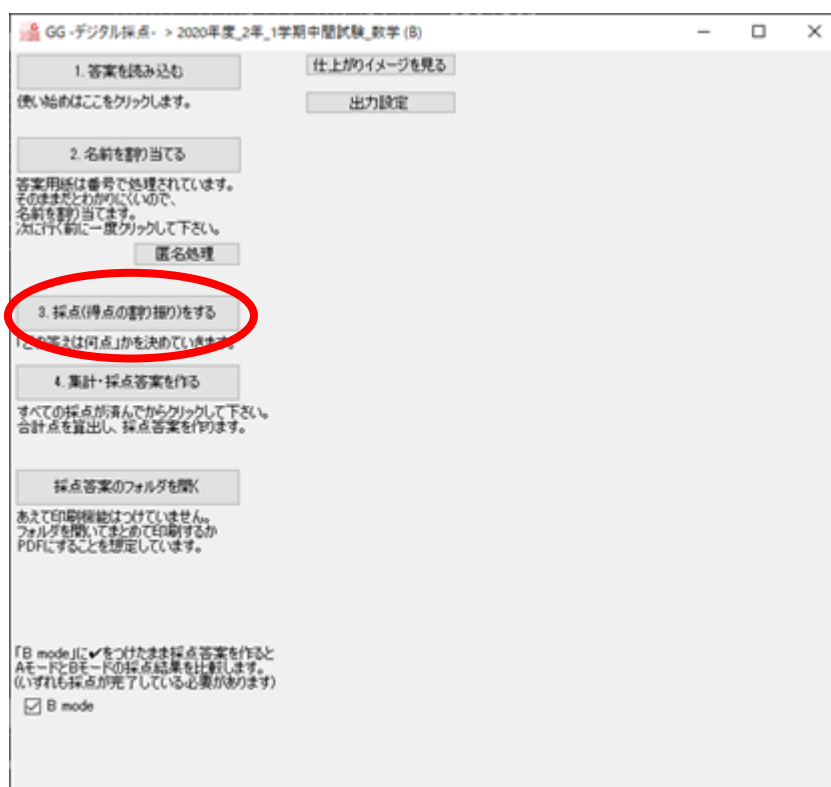 GG -デジタル採点- > 2020年度_2年_1学期中間試験_数学 (B)
1. 答案を読み込む
仕上がりイメージを見る
使い始めはここをクリックします。
出力設定
2. 名前を割り当てる
答案用紙は番号で処理されています。
そのままだとわかりにくいので、
名前を割り当てます。
次に行く前に一度クリックして下さい。
匿名処理
3. 採点(得点の割り振り)をする
「どの答えは何点」かを決めていきます。
4. 集計・採点答案を作る
すべての採点が済んでからクリックして下さい。
合計点を算出し、採点答案を作ります。
採点答案のフォルダを開く
あえて印刷機能はつけていません。
フォルダを開いてまとめて印刷するか
PDFにすることを想定しています。
「B mode」に✔をつけたまま採点答案を作ると
AモードとBモードの採点結果を比較します。
(いずれも採点が完了している必要があります)
B mode